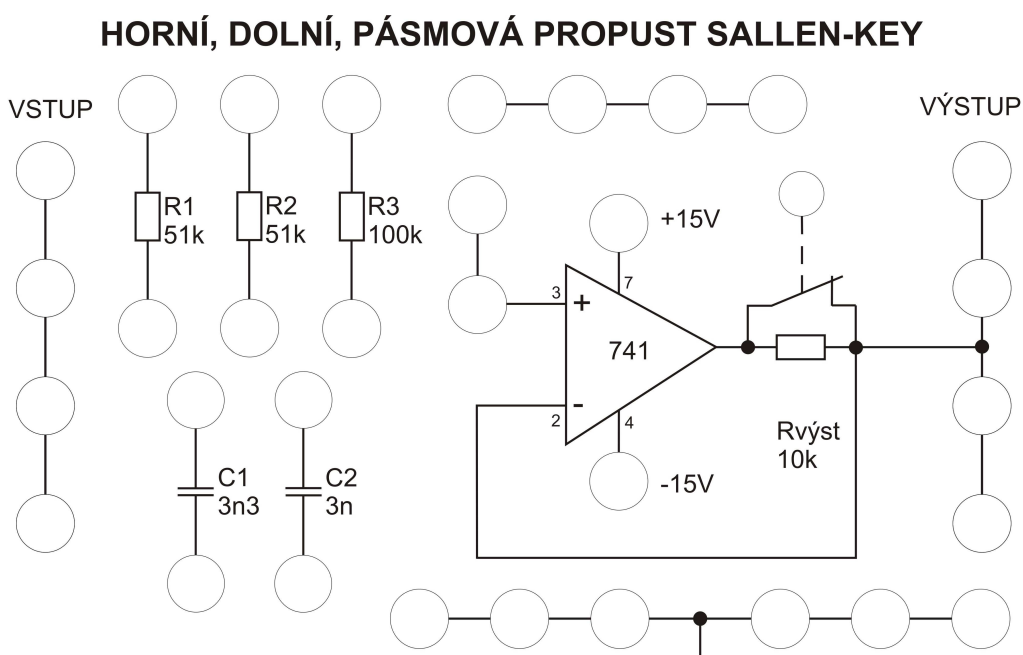 HORNÍ, DOLNÍ, PÁSMOVÁ PROPUST SALLEN-KEY
VSTUP
VÝSTUP
R1
51k
R2
51k
R3
100k
+15V
7
3
+
741
-
2
4
-15V
Rvýst
10k
C1
3n3
C2
3n